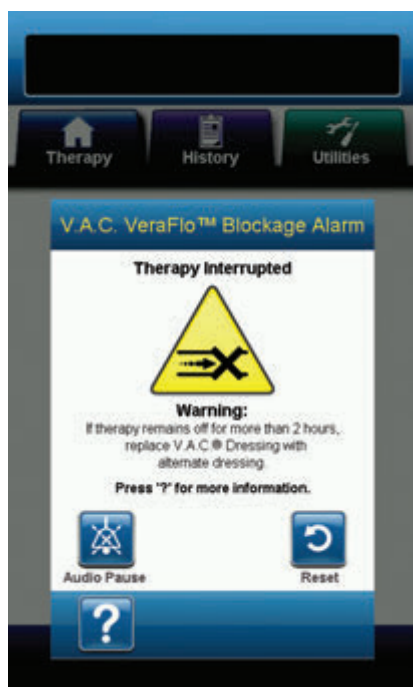 Therapy History Utilities
V.A.C. VeraFlo™ Blockage Alarm
Therapy Interrupted
Warning:
If therapy remains off for more than 2 hours,
replace V.A.C.® Dressing with
alternate dressing.
Press '?' for more information.
Audio Pause Reset
?